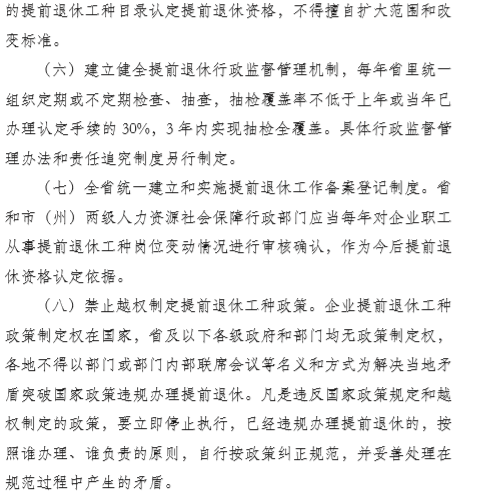 的提前退休工种目录认定提前退休资格，不得擅自扩大范围和改
变标准。
（六）建立健全提前退休行政监督管理机制，每年省里统一
组织定期或不定期检查、抽查，抽检覆盖率不低于上年或当年已
办理认定手续的 30%，3 年内实现抽检全覆盖。具体行政监督管
理办法和责任追究制度另行制定。
（七）全省统一建立和实施提前退休工作备案登记制度。省
和市（州）两级人力资源社会保障行政部门应当每年对企业职工
从事提前退休工种岗位变动情况进行审核确认，作为今后提前退
休资格认定依据。
（八）禁止越权制定提前退休工种政策。企业提前退休工种
政策制定权在国家，省及以下各级政府和部门均无政策制定权，
各地不得以部门或部门内部联席会议等名义和方式为解决当地矛
盾突破国家政策违规办理提前退休。凡是违反国家政策规定和越
权制定的政策，要立即停止执行，已经违规办理提前退休的，按
照谁办理、谁负责的原则，自行按政策纠正规范，并妥善处理在
规范过程中产生的矛盾。